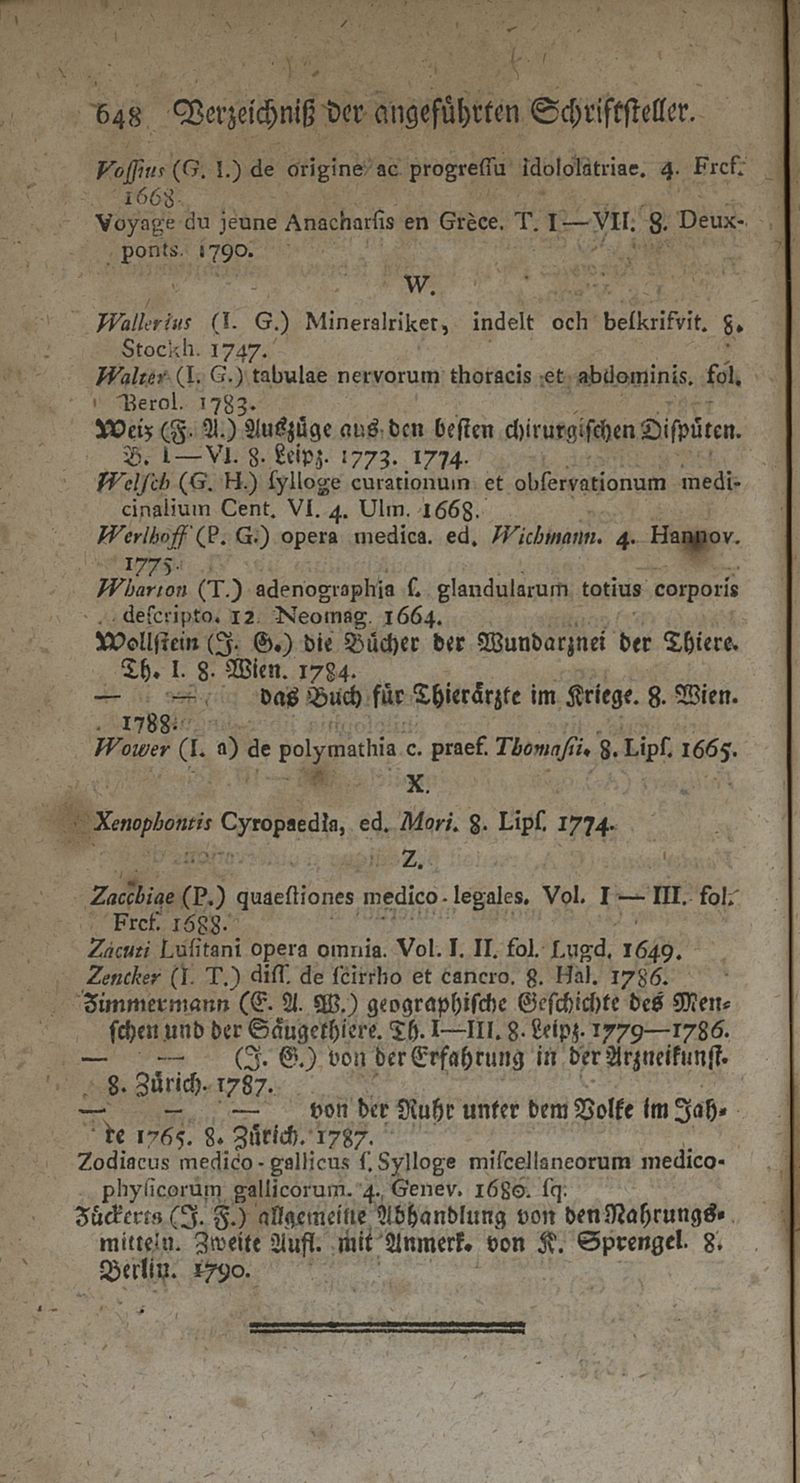 648 Verzeichniß der angeführten Schriftsteller.
Voſſius (G. I.) de origine ac progreſſu idololatriae. 4. Frcf.
1668.
Voyage du jeune Anacharſis en Grèce. T. I—VII. 8. Deux-
ponts. 1790.
W.
Wallerius (I. G.) Mineralriket, indelt och beſkrifvit. 8.
Stockh. 1747.
Walter (I. G.) tabulae nervorum thoracis et abdominis. fol.
Berol. 1783.
Weiz (F. A.) Auszüge aus den beſten chirurgiſchen Diſpüten.
B. I—VI. 8. Leipz. 1773. 1774.
Welſch (G. H.) ſylloge curationum et obſervationum medi-
cinalium Cent. VI. 4. Ulm. 1668.
Werlhoff (P. G.) opera medica. ed. Wichmann. 4. Hannov.
1775.
Wharton (T.) adenographia ſ. glandularum totius corporis
deſcripto. 12. Neomag. 1664.
Wollſtein (J. G.) die Bücher der Wundarznei der Thiere.
Th. I. 8. Wien. 1784.
— — das Buch für Thierärzte im Kriege. 8. Wien.
1788.
Wower (I. a) de polymathia c. praef. Thomaſii. 8. Lipſ. 1665.
X.
Xenophontis Cyropaedia, ed. Mori. 8. Lipſ. 1774.
Z.
Zacchiae (P.) quaeſtiones medico-legales. Vol. I—III. fol.
Frcf. 1688.
Zacuti Luſitani opera omnia. Vol. I. II. fol. Lugd. 1649.
Zencker (I. T.) diſſ. de ſcirrho et cancro. 8. Hal. 1786.
Zimmermann (E. A. W.) geographiſche Geſchichte des Men-
ſchen und der Säugethiere. Th. I—III. 8. Leipz. 1779—1786.
— — (J. G.) von der Erfahrung in der Arzneikunſt.
8. Zürich. 1787.
— — — von der Ruhr unter dem Volke im Jah-
re 1765. 8. Zürich. 1787.
Zodiacus medico-gallicus ſ. Sylloge miſcellaneorum medico-
phyſicorum gallicorum. 4. Genev. 1680. ſq.
Zückerts (J. F.) allgemeine Abhandlung von den Nahrungs-
mitteln. Zweite Aufl. mit Anmerk. von K. Sprengel. 8.
Berlin. 1790.